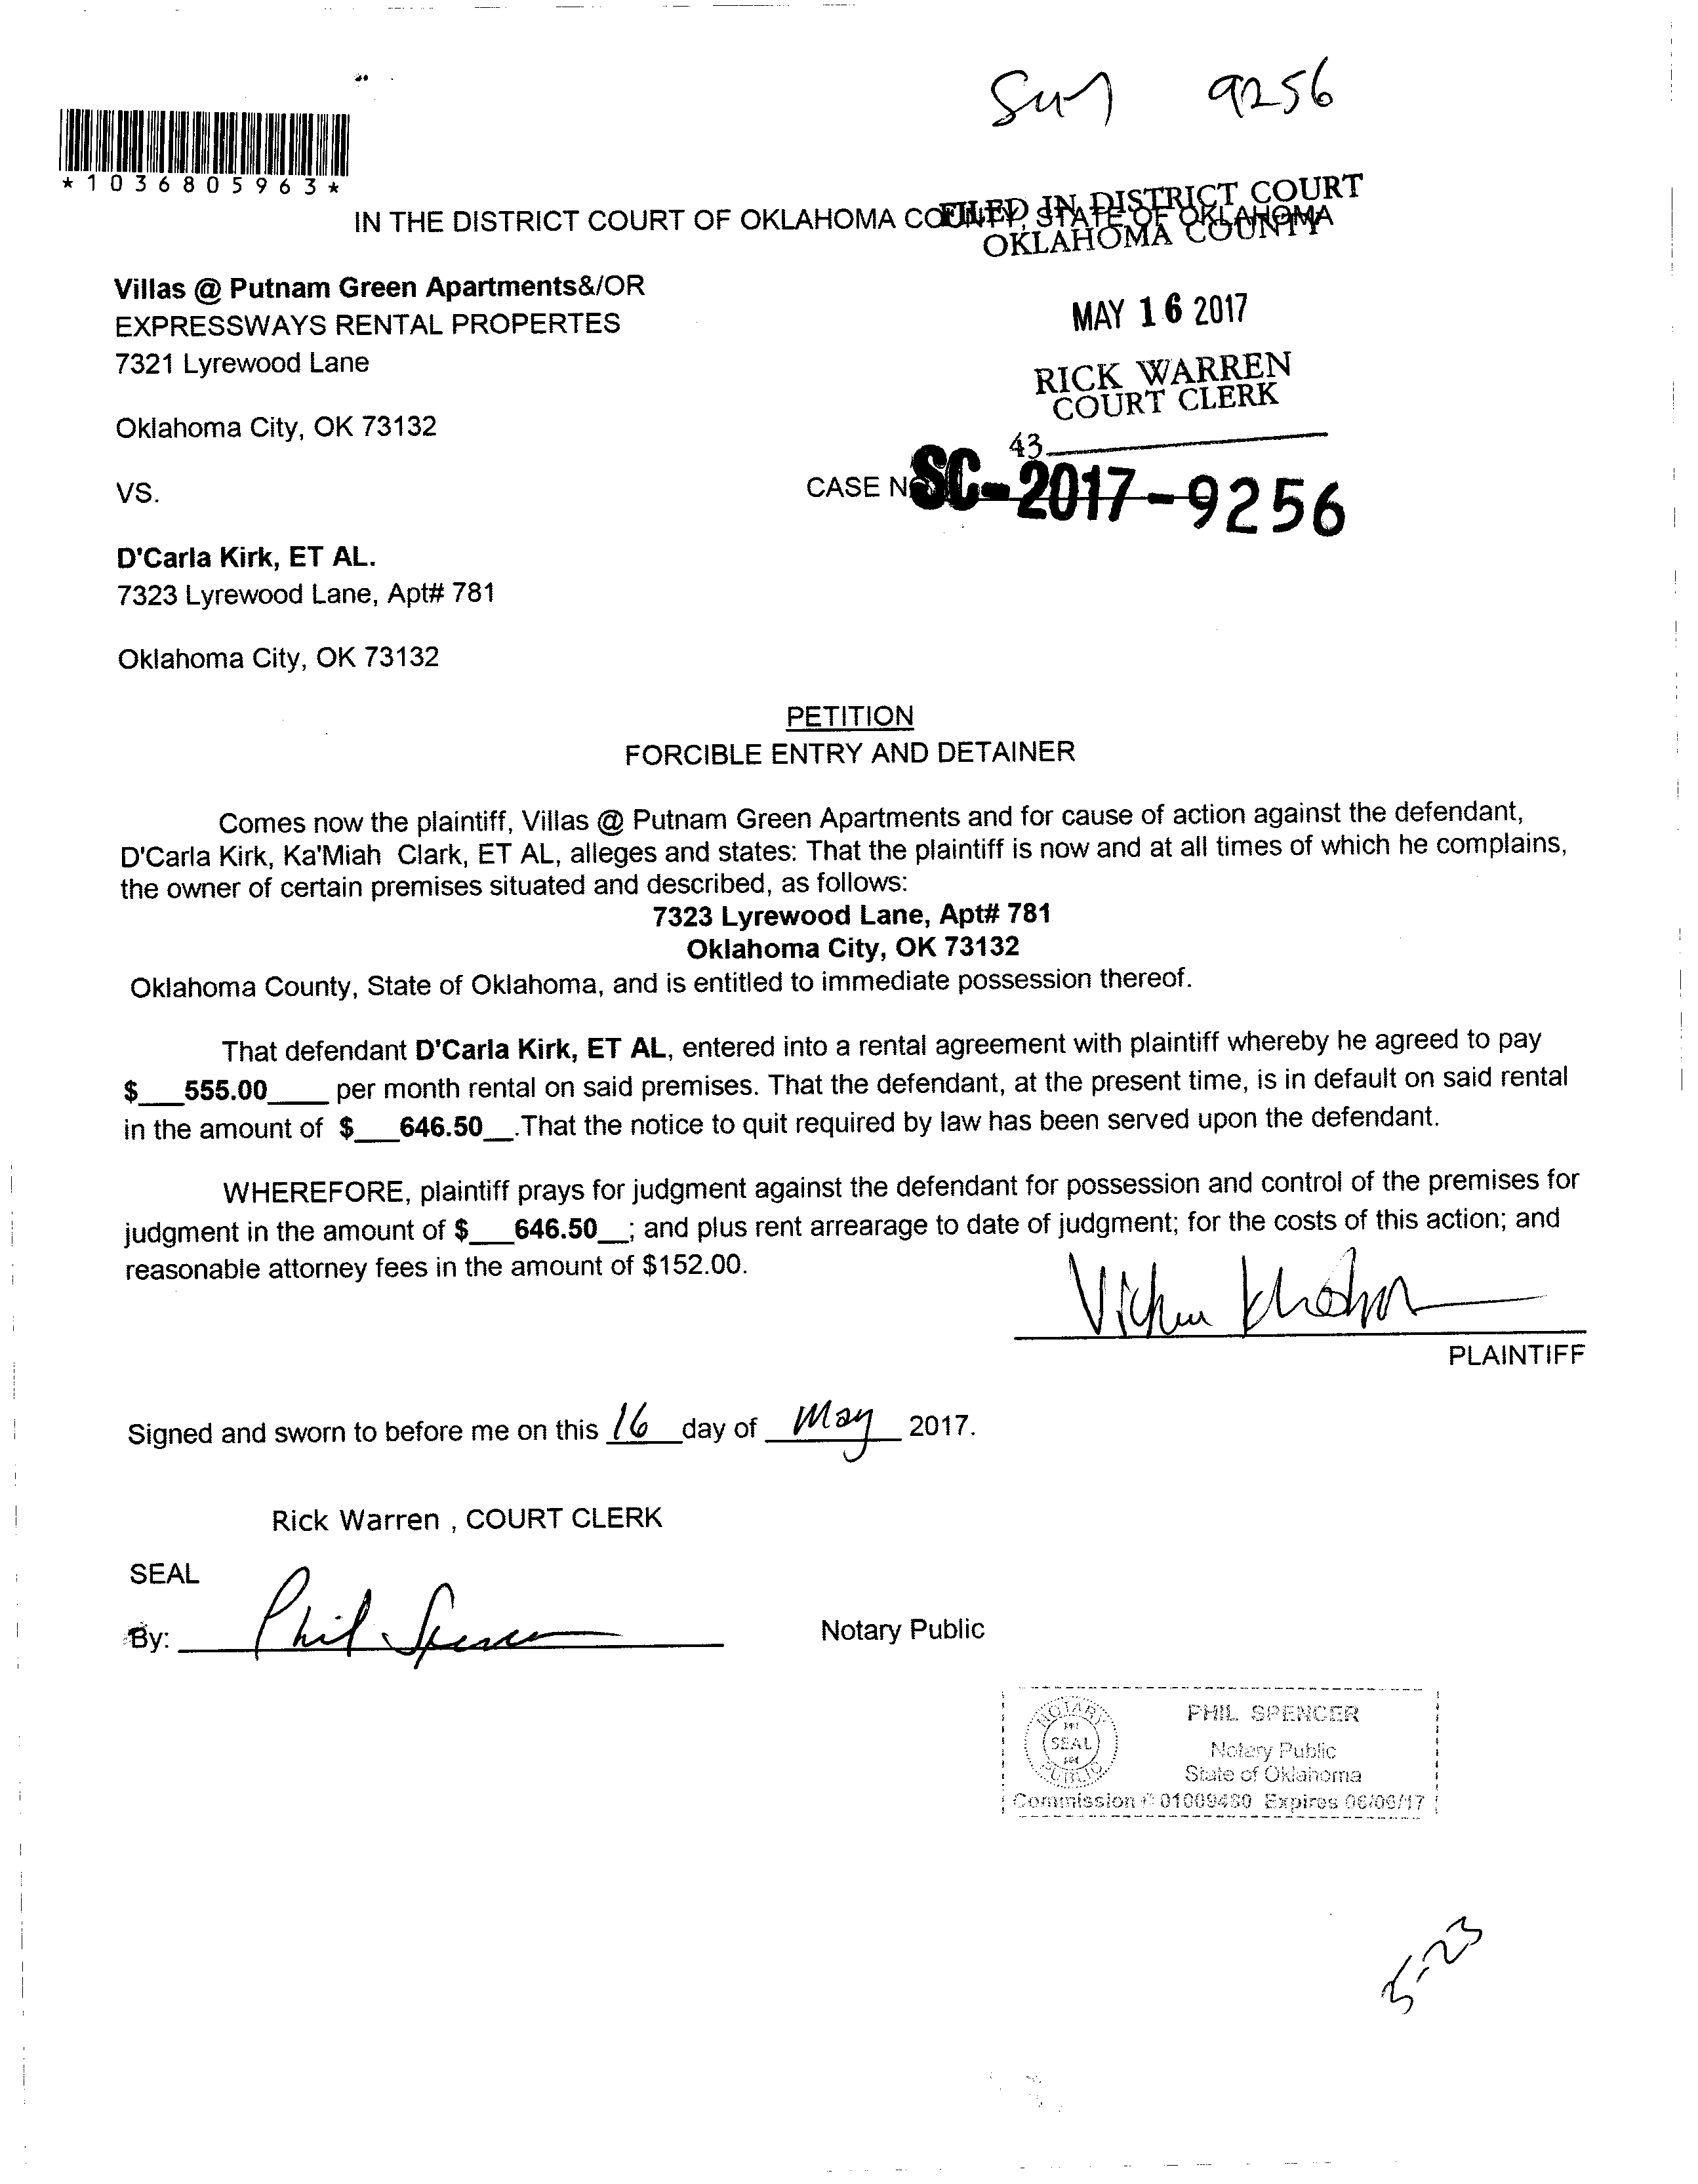 9256
*1036805963*
IN THE DISTRICT COURT OF OKLAHOMA COUNTY, STATE OF OKLAHOMA
FILED IN DISTRICT COURT
OKLAHOMA COUNTY
Villas @ Putnam Green Apartments&/OR
EXPRESSWAYS RENTAL PROPERTES
MAY 16 2017
7321 Lyrewood Lane
RICK WARREN
COURT CLERK
Oklahoma City, OK 73132
43
VS.
CASE NO SC-2017-9256
D'Carla Kirk, ET AL.
7323 Lyrewood Lane, Apt# 781
Oklahoma City, OK 73132
PETITION
FORCIBLE ENTRY AND DETAINER
Comes now the plaintiff, Villas @ Putnam Green Apartments and for cause of action against the defendant,
D'Carla Kirk, Ka'Miah Clark, ET AL, alleges and states: That the plaintiff is now and at all times of which he complains,
the owner of certain premises situated and described, as follows:
7323 Lyrewood Lane, Apt# 781
Oklahoma City, OK 73132
Oklahoma County, State of Oklahoma, and is entitled to immediate possession thereof.
That defendant D'Carla Kirk, ET AL, entered into a rental agreement with plaintiff whereby he agreed to pay
$___555.00____ per month rental on said premises. That the defendant, at the present time, is in default on said rental
in the amount of $___646.50__.That the notice to quit required by law has been served upon the defendant.
WHEREFORE, plaintiff prays for judgment against the defendant for possession and control of the premises for
judgment in the amount of $___646.50__; and plus rent arrearage to date of judgment; for the costs of this action; and
reasonable attorney fees in the amount of $152.00.
PLAINTIFF
Signed and sworn to before me on this 16 day of May 2017.
Rick Warren , COURT CLERK
SEAL
By: Phil Spencer Notary Public
NOTARY PUBLIC SEAL
PHIL SPENCER
Notary Public
State of Oklahoma
Commission # 01009480 Expires 06/06/17
5-23